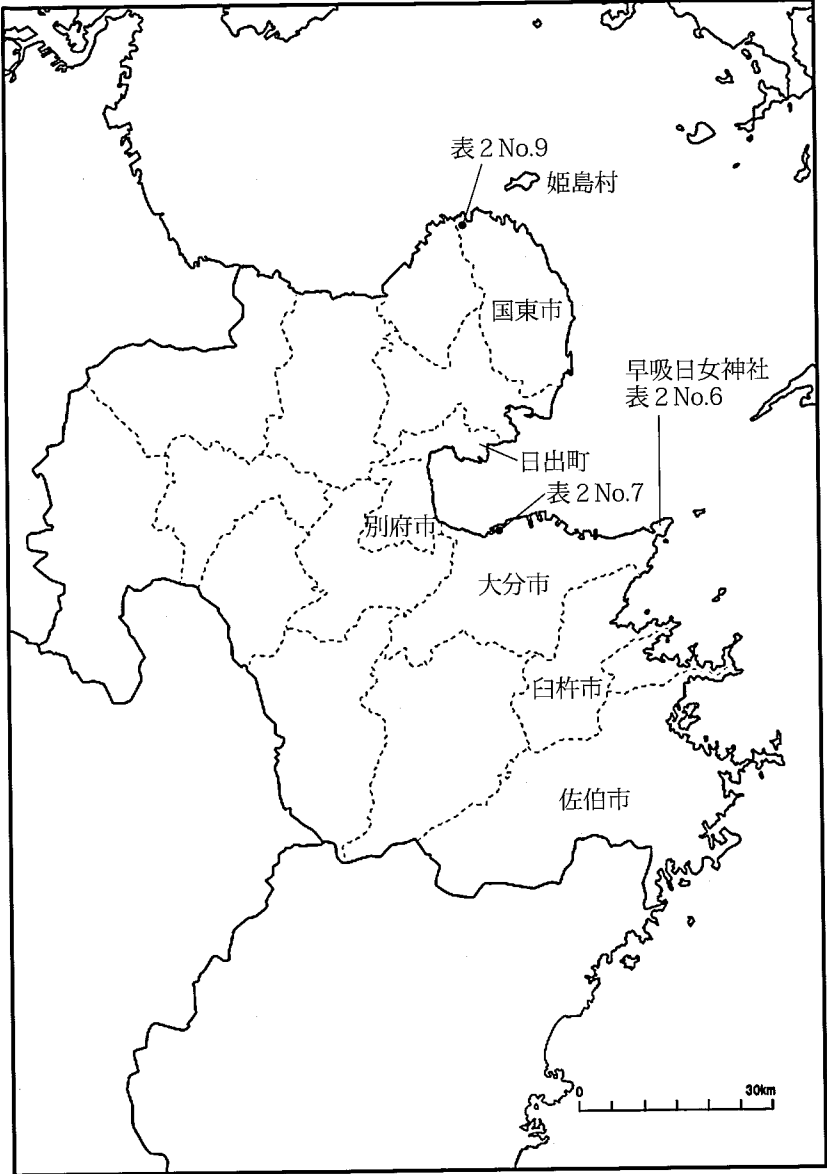 表2 No.9
姫島村
国東市
早吸日女神社
表2 No.6
日出町
表2 No.7
別府市
大分市
臼杵市
佐伯市
0 30km